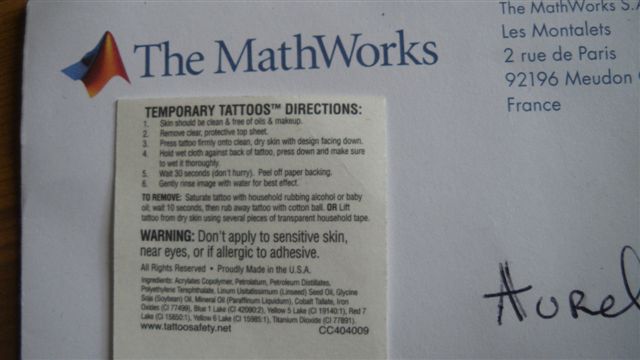 The MathWorks
The MathWorks S.
Les Montalets
2 rue de Paris
92196 Meudon
France
TEMPORARY TATTOOS™ DIRECTIONS:
1. Skin should be clean & free of oils & makeup.
2. Remove clear, protective top sheet.
3. Press tattoo firmly onto clean, dry skin with design facing down.
4. Hold wet cloth against back of tattoo, press down and make sure
to wet it thoroughly.
5. Wait 30 seconds (don't hurry). Peel off paper backing.
6. Gently rinse image with water for best effect.
TO REMOVE: Saturate tattoo with household rubbing alcohol or baby
oil; wait 10 seconds, then rub away tattoo with cotton ball. OR Lift
tattoo from dry skin using several pieces of transparent household tape.
WARNING: Don't apply to sensitive skin,
near eyes, or if allergic to adhesive.
All Rights Reserved • Proudly Made in the U.S.A.
Ingredients: Acrylates Copolymer, Petrolatum, Petroleum Distillates,
Polyethylene Terephthalate, Linum Usitatissimum (Linseed) Seed Oil, Glycine
Soja (Soybean) Oil, Mineral Oil (Paraffinum Liquidum), Cobalt Tallate, Iron
Oxides (CI 77499), Blue 1 Lake (CI 42090:2), Yellow 5 Lake (CI 19140:1), Red 7
Lake (CI 15850:1), Yellow 6 Lake (CI 15985:1), Titanium Dioxide (CI 77891).
www.tattoosafety.net CC404009
Aurel